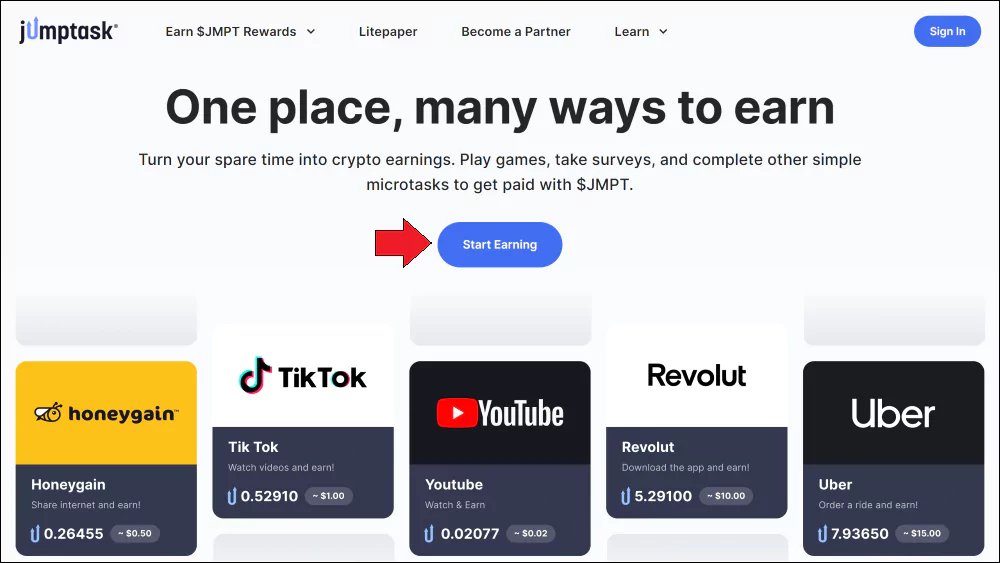 jumptask®
Earn $JMPT Rewards
Litepaper
Become a Partner
Learn
Sign In
One place, many ways to earn
Turn your spare time into crypto earnings. Play games, take surveys, and complete other simple
microtasks to get paid with $JMPT.
Start Earning
honeygain™
Honeygain
Share internet and earn!
0.26455 ~ $0.50
TikTok
Tik Tok
Watch videos and earn!
0.52910 ~ $1.00
YouTube
Youtube
Watch & Earn
0.02077 ~ $0.02
Revolut
Revolut
Download the app and earn!
5.29100 ~ $10.00
Uber
Uber
Order a ride and earn!
7.93650 ~ $15.00